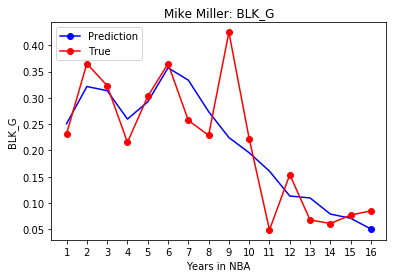 Mike Miller: BLK_G
Prediction
True
BLK_G
0.40
0.35
0.30
0.25
0.20
0.15
0.10
0.05
1 2 3 4 5 6 7 8 9 10 11 12 13 14 15 16
Years in NBA